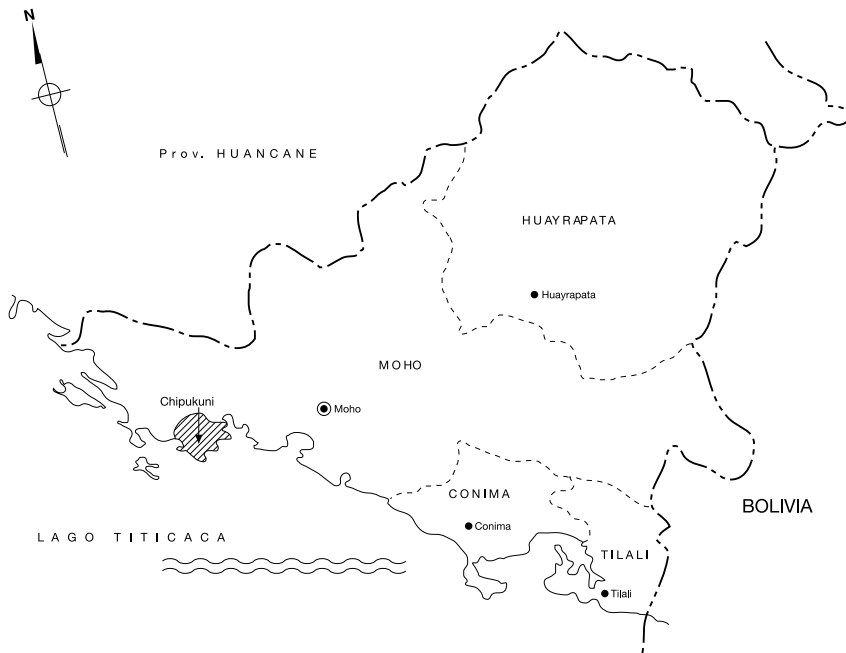 N
Prov. HUANCANE
HUAYRAPATA
Huayrapata
MOHO
Chipukuni
Moho
CONIMA
BOLIVIA
Conima
LAGO TITICACA
TILALI
Tilali